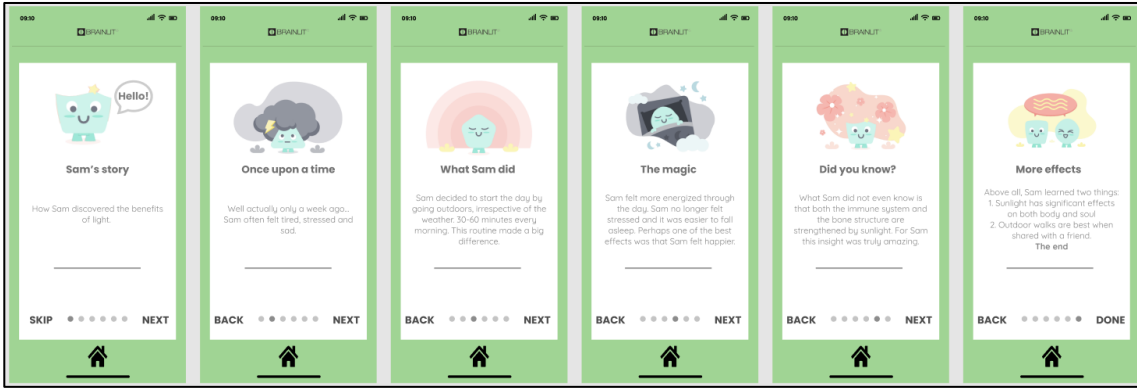 09:10
BRAINLIT
Hello!
Sam's story
How Sam discovered the benefits
of light.
SKIP NEXT
09:10
BRAINLIT
Once upon a time
Well actually only a week ago...
Sam often felt tired, stressed and
sad.
BACK NEXT
09:10
BRAINLIT
What Sam did
Sam decided to start the day by
going outdoors, irrespective of the
weather. 30-60 minutes every
morning. This routine made a big
difference.
BACK NEXT
09:10
BRAINLIT
The magic
Sam felt more energized through
the day. Sam no longer felt
stressed and it was easier to fall
asleep. Perhaps one of the best
effects was that Sam felt happier.
BACK NEXT
09:10
BRAINLIT
Did you know?
What Sam did not even know is
that both the immune system and
the bone structure are
strengthened by sunlight. For Sam
this insight was truly amazing.
BACK NEXT
09:10
BRAINLIT
More effects
Above all, Sam learned two things:
1. Sunlight has significant effects
on both body and soul
2. Outdoor walks are best when
shared with a friend.
The end
BACK DONE